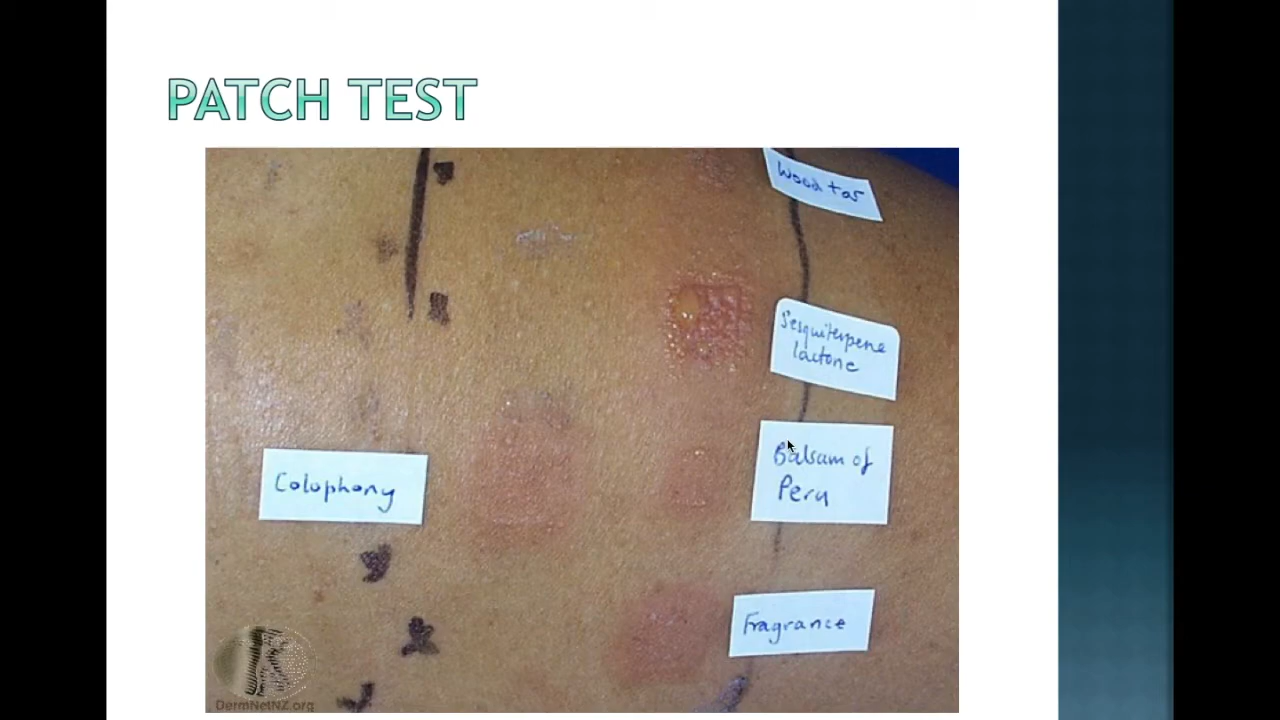 PATCH TEST
Wood tar
Sesquiterpene
lactone
Balsam of
Peru
Colophony
Fragrance
DermNetNZ.org